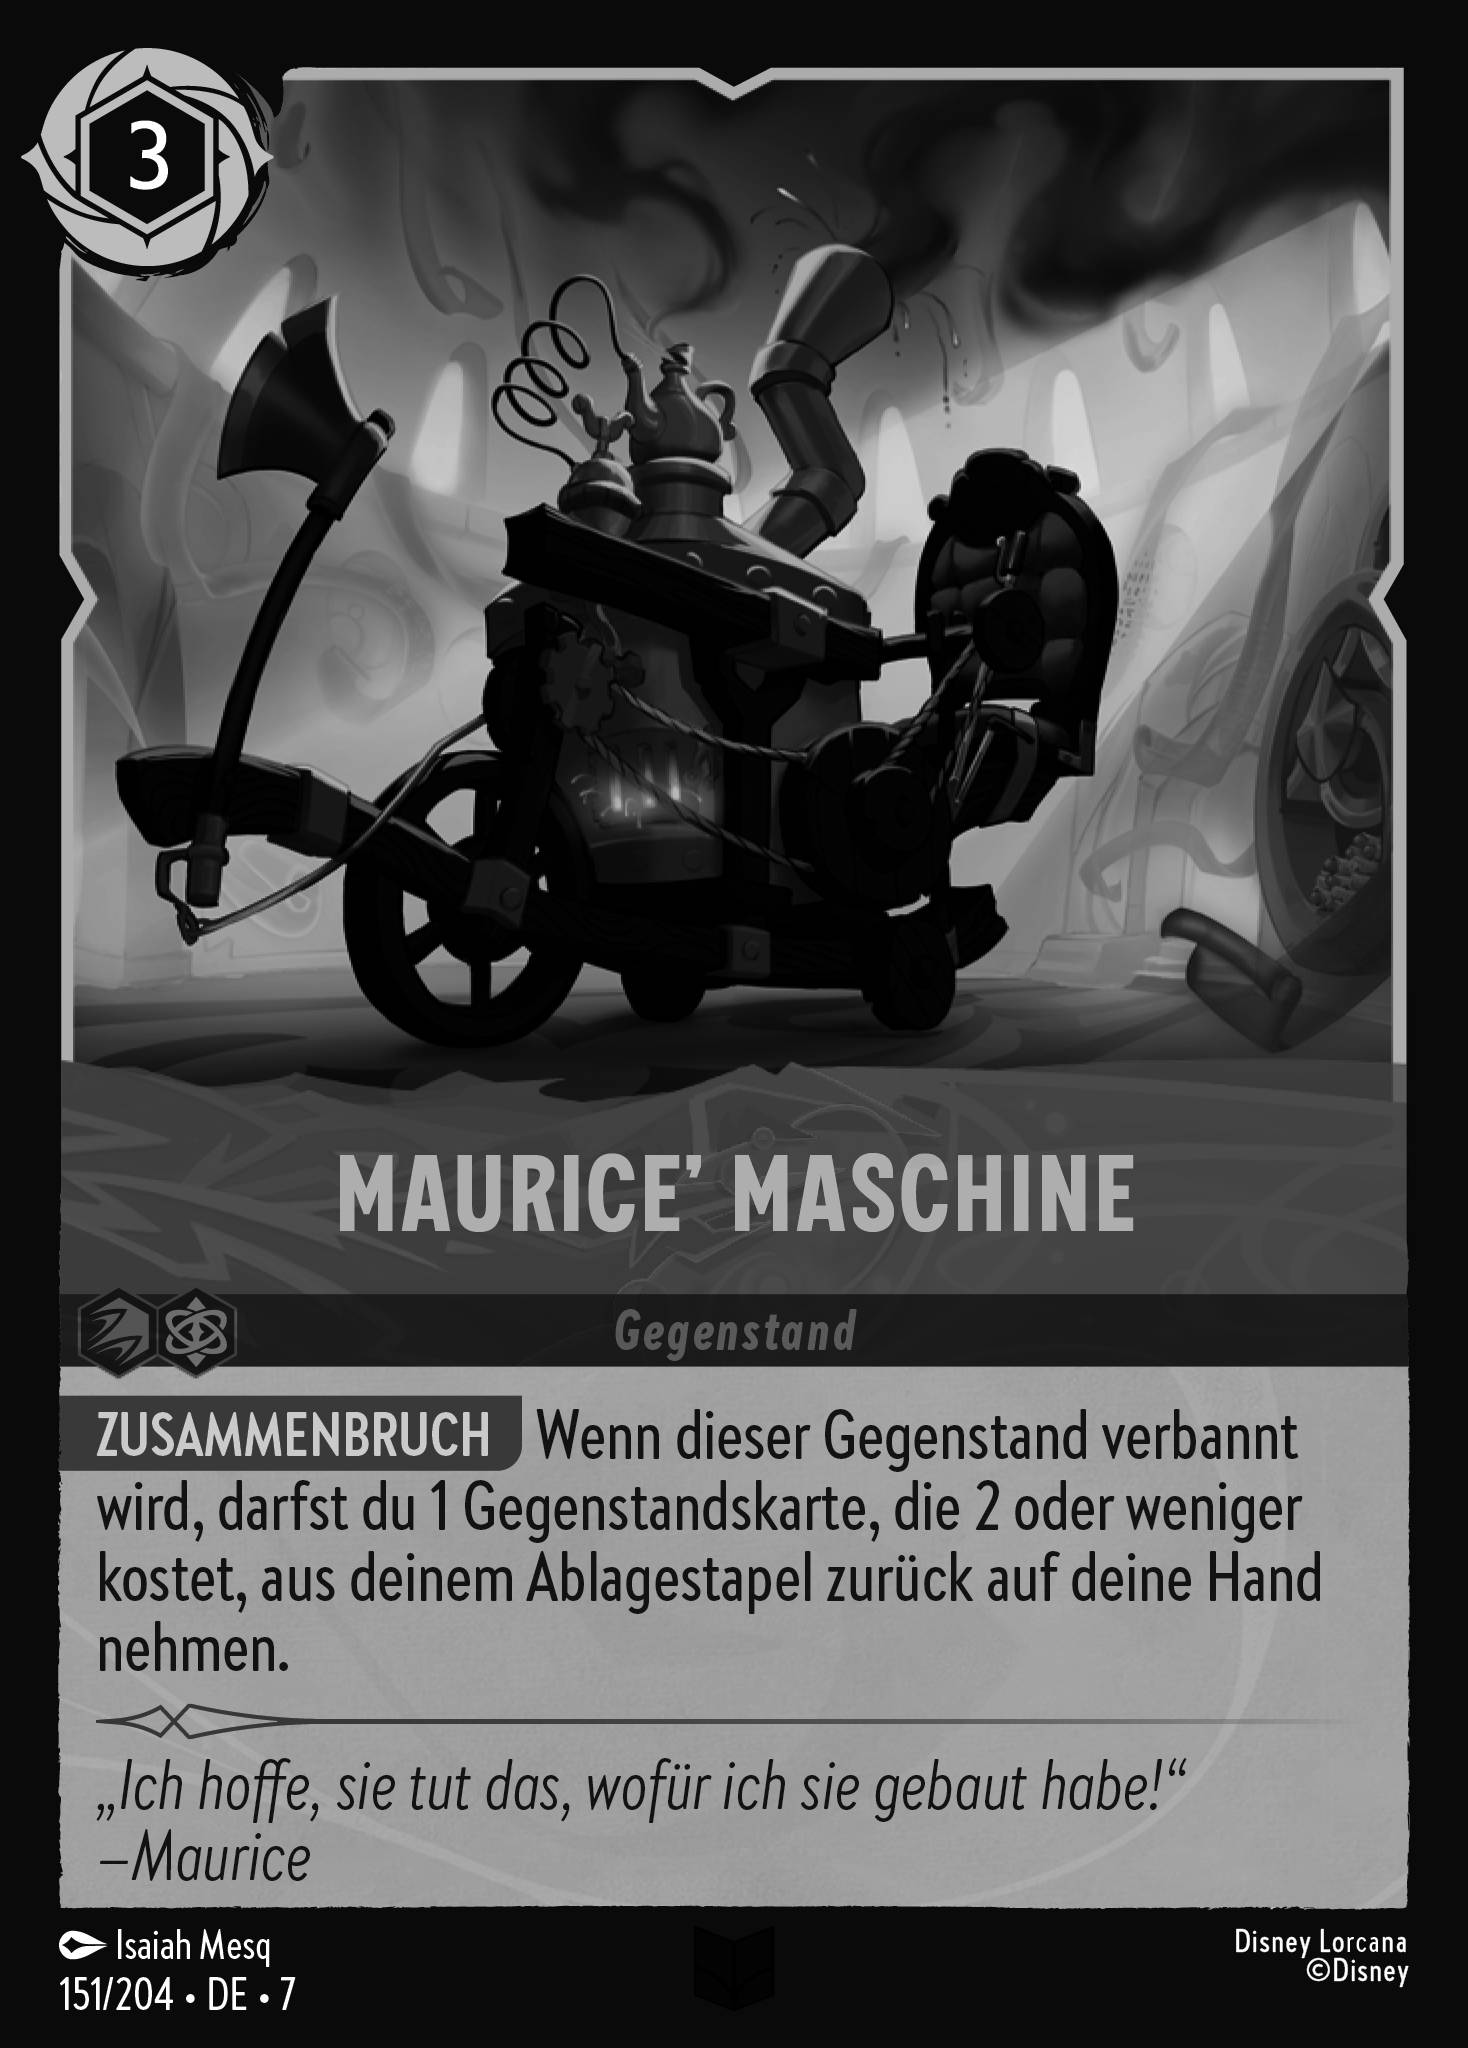 3
MAURICE’ MASCHINE
Gegenstand
ZUSAMMENBRUCH Wenn dieser Gegenstand verbannt
wird, darfst du 1 Gegenstandskarte, die 2 oder weniger
kostet, aus deinem Ablagestapel zurück auf deine Hand
nehmen.
„Ich hoffe, sie tut das, wofür ich sie gebaut habe!“
–Maurice
Isaiah Mesq
151/204 • DE • 7
Disney Lorcana
©Disney